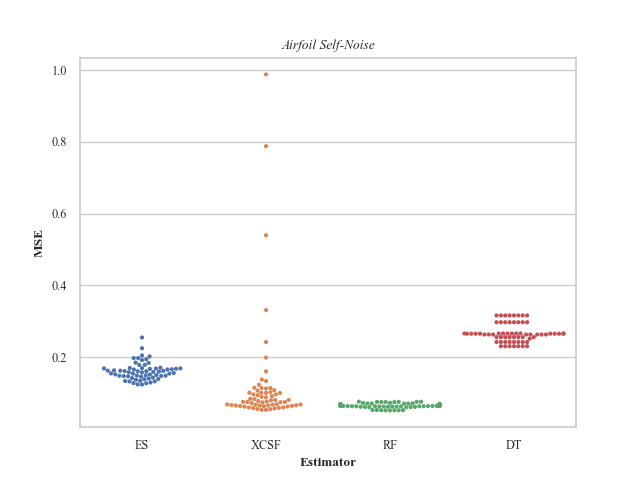 Airfoil Self-Noise
1.0
0.8
0.6
0.4
0.2
MSE
ES XCSF RF DT
Estimator